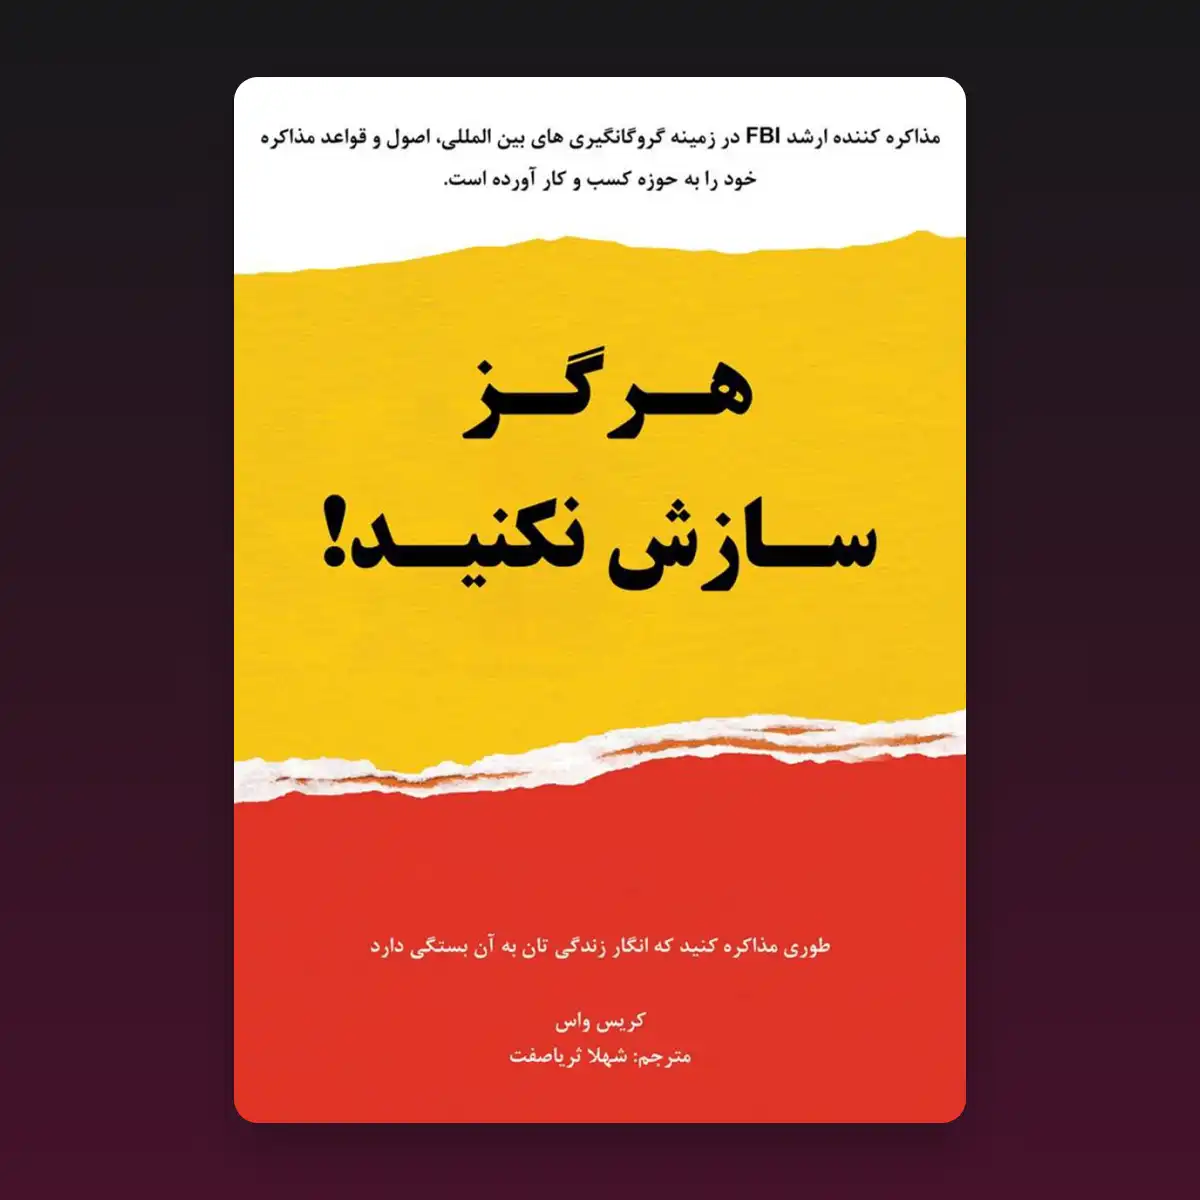 مذاکره کننده ارشد FBI در زمینه گروگانگیری های بین المللی، اصول و قواعد مذاکره
خود را به حوزه کسب و کار آورده است.
هرگز
سازش نکنید!
طوری مذاکره کنید که انگار زندگی تان به آن بستگی دارد
کریس واس
مترجم: شهلا ثریاصفت